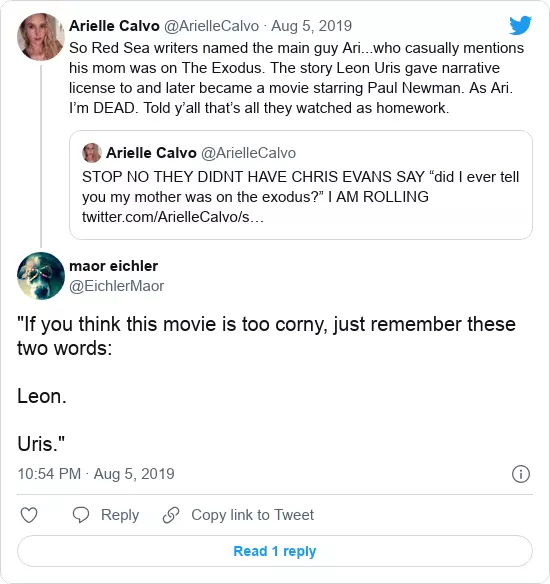 Arielle Calvo @ArielleCalvo · Aug 5, 2019
So Red Sea writers named the main guy Ari...who casually mentions
his mom was on The Exodus. The story Leon Uris gave narrative
license to and later became a movie starring Paul Newman. As Ari.
I’m DEAD. Told y’all that’s all they watched as homework.
Arielle Calvo @ArielleCalvo
STOP NO THEY DIDNT HAVE CHRIS EVANS SAY “did I ever tell
you my mother was on the exodus?” I AM ROLLING
twitter.com/ArielleCalvo/s…
maor eichler
@EichlerMaor
"If you think this movie is too corny, just remember these
two words:
Leon.
Uris."
10:54 PM · Aug 5, 2019
Reply
Copy link to Tweet
Read 1 reply